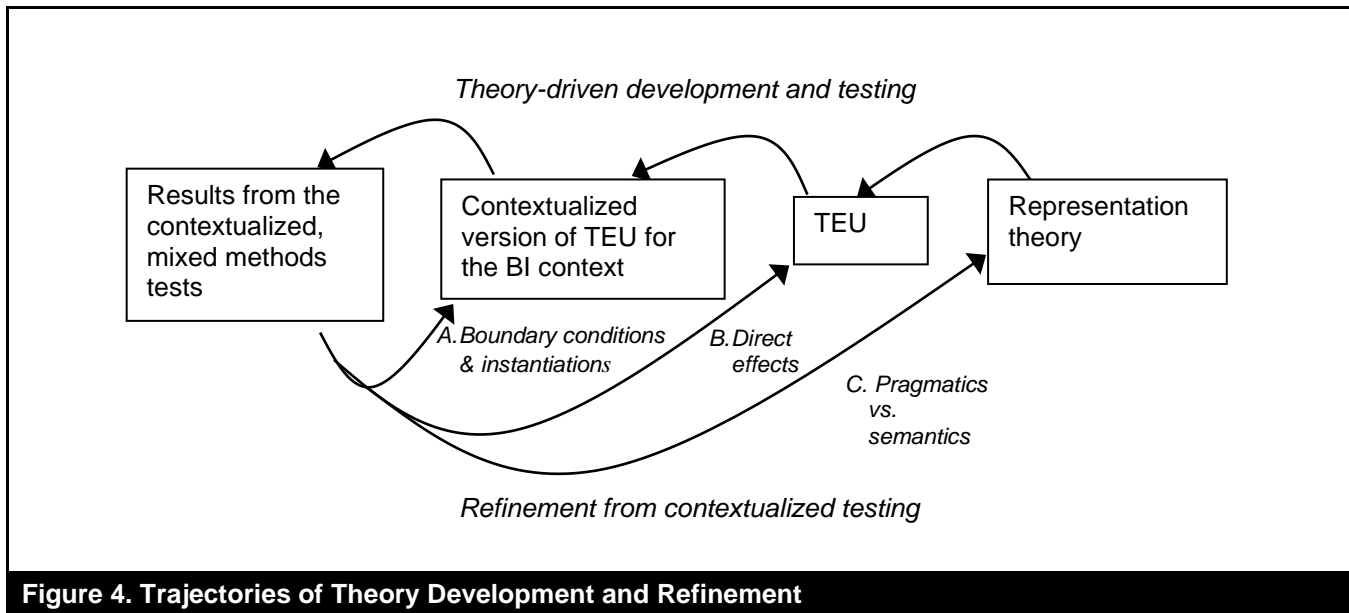 Theory-driven development and testing
Results from the
contextualized,
mixed methods
tests
Contextualized
version of TEU for
the BI context
TEU
Representation
theory
A. Boundary conditions
& instantiations
B. Direct
effects
C. Pragmatics
vs.
semantics
Refinement from contextualized testing
Figure 4. Trajectories of Theory Development and Refinement